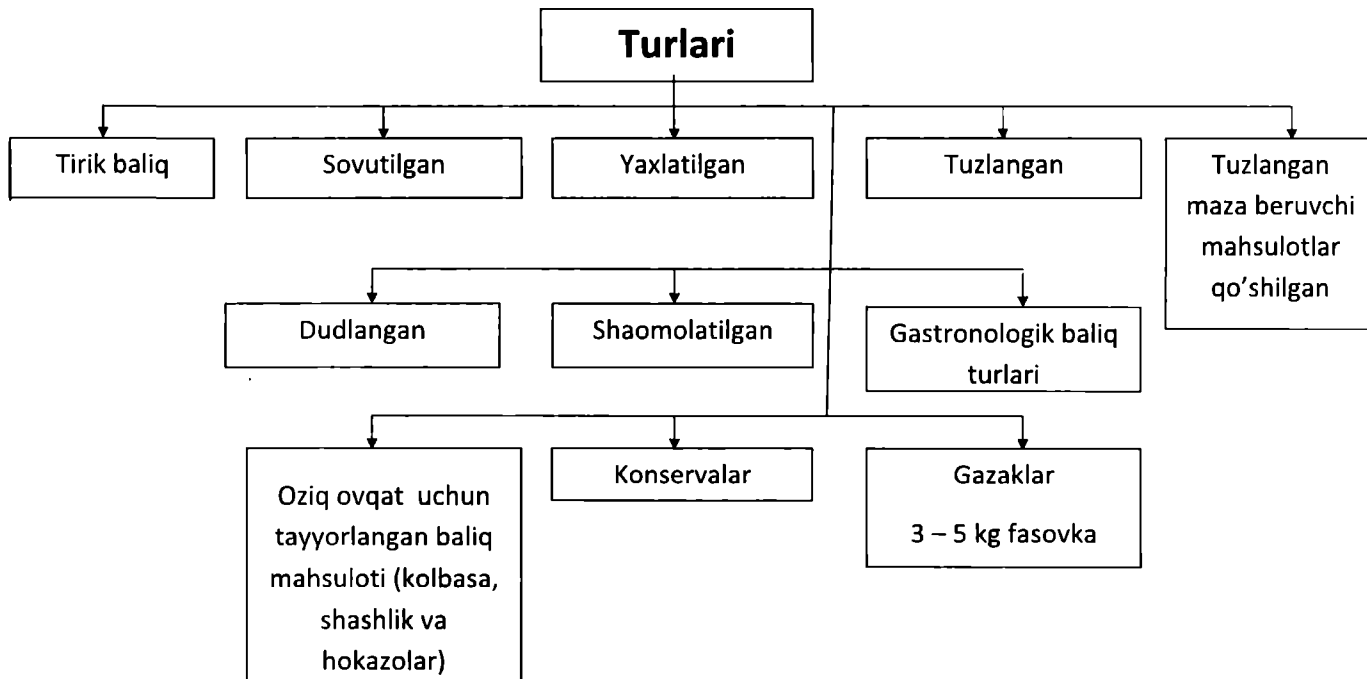 Turlari
Tirik baliq
Sovutilgan
Yaxlatilgan
Tuzlangan
Tuzlangan
maza beruvchi
mahsulotlar
qo'shilgan
Dudlangan
Shaomolatilgan
Gastronologik baliq
turlari
Oziq ovqat uchun
tayyorlangan baliq
mahsuloti (kolbasa,
shashlik va
hokazolar)
Konservalar
Gazaklar
3 – 5 kg fasovka